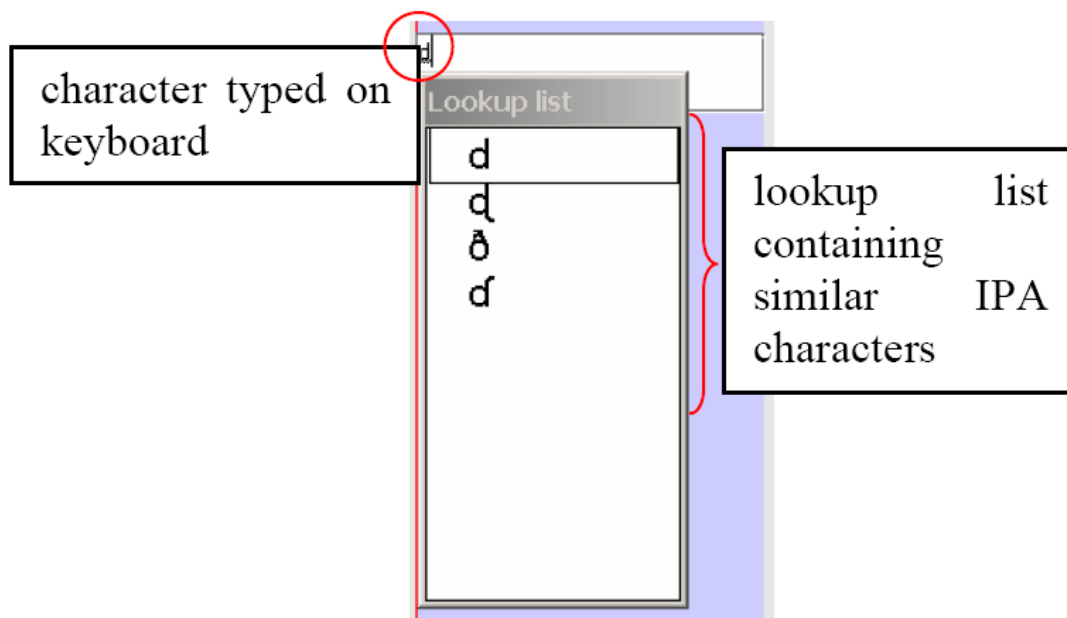 d
character typed on
keyboard
Lookup list
d
ɖ
ð
ɗ
lookup list
containing
similar IPA
characters